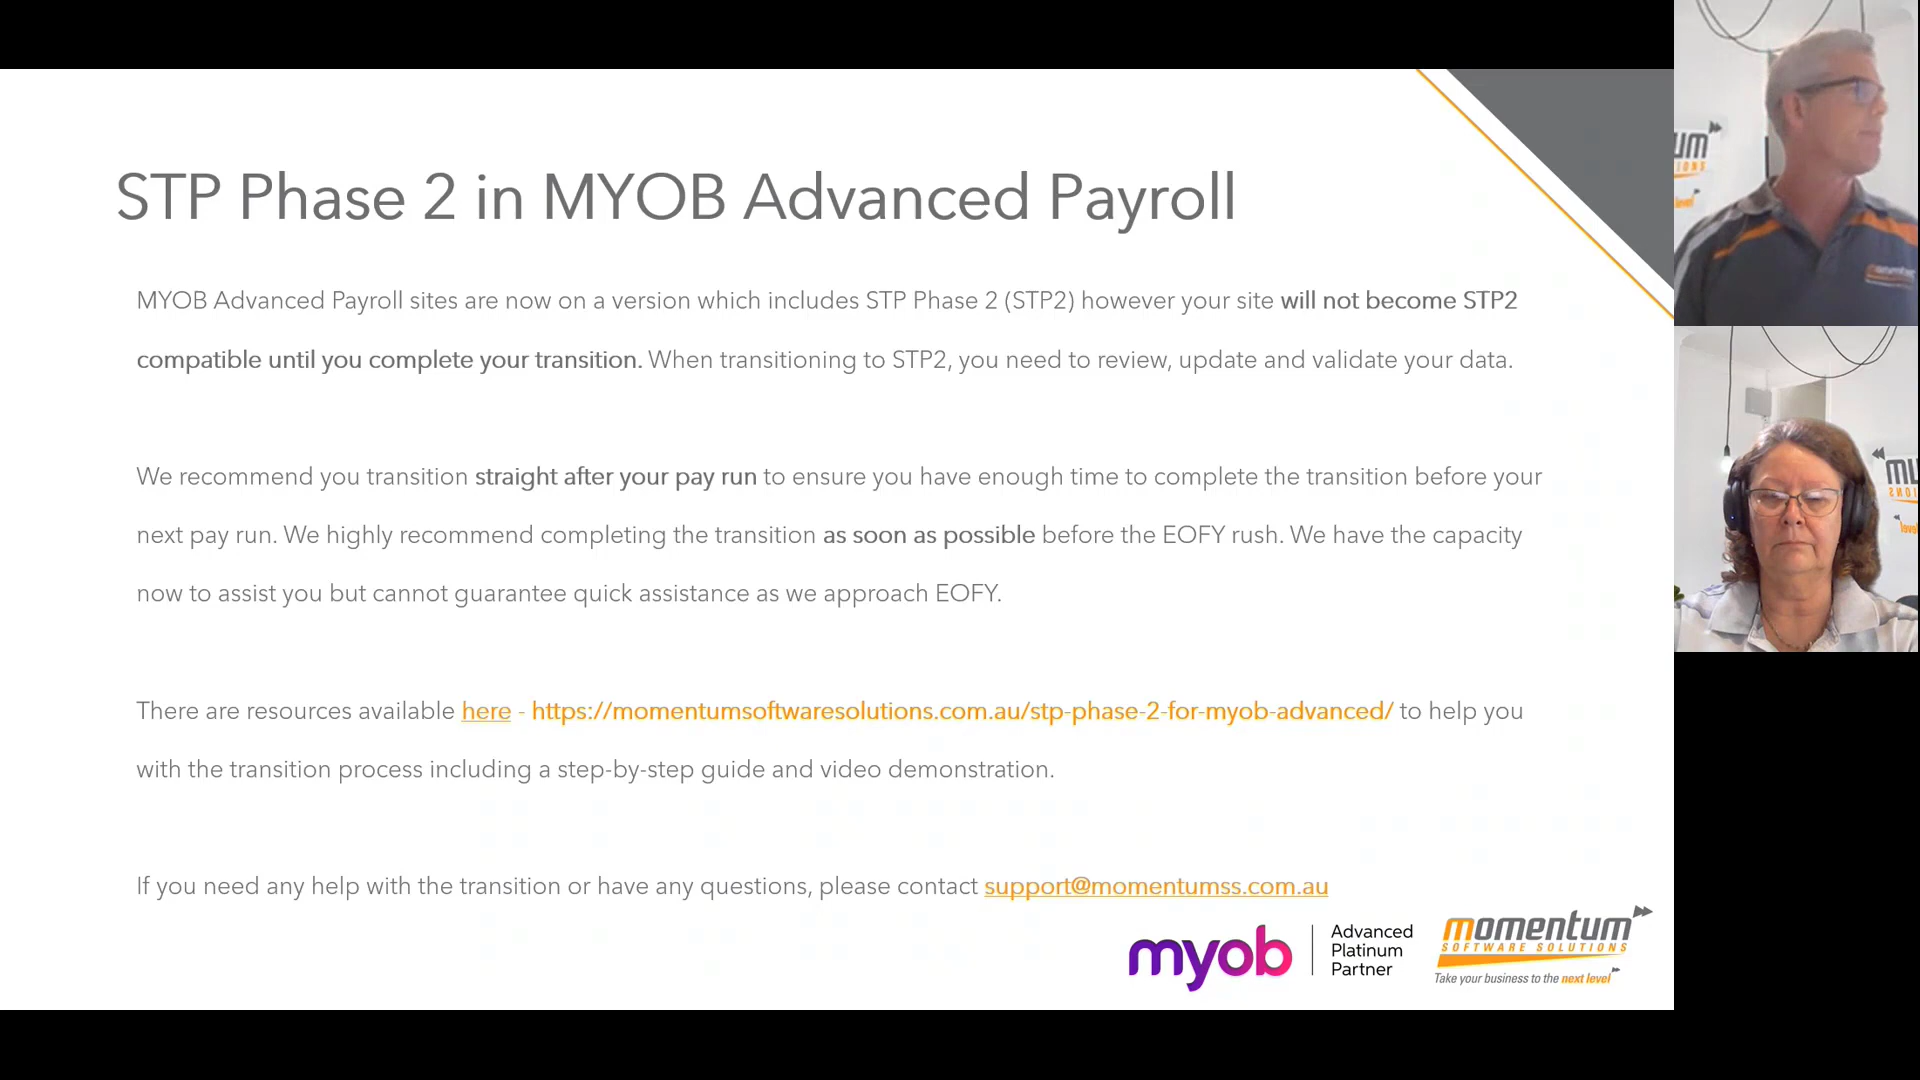 STP Phase 2 in MYOB Advanced Payroll
MYOB Advanced Payroll sites are now on a version which includes STP Phase 2 (STP2) however your site will not become STP2
compatible until you complete your transition. When transitioning to STP2, you need to review, update and validate your data.
We recommend you transition straight after your pay run to ensure you have enough time to complete the transition before your
next pay run. We highly recommend completing the transition as soon as possible before the EOFY rush. We have the capacity
now to assist you but cannot guarantee quick assistance as we approach EOFY.
There are resources available here - https://momentumsoftwaresolutions.com.au/stp-phase-2-for-myob-advanced/ to help you
with the transition process including a step-by-step guide and video demonstration.
If you need any help with the transition or have any questions, please contact support@momentumss.com.au
myob
Advanced
Platinum
Partner
momentum
SOFTWARE SOLUTIONS
Take your business to the next level